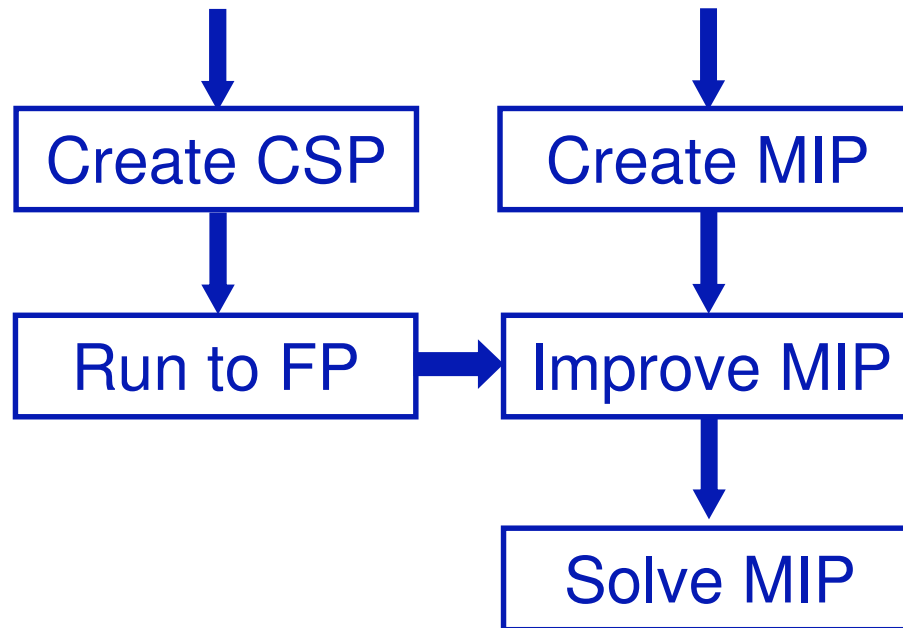 Create CSP
Create MIP
Run to FP
Improve MIP
Solve MIP